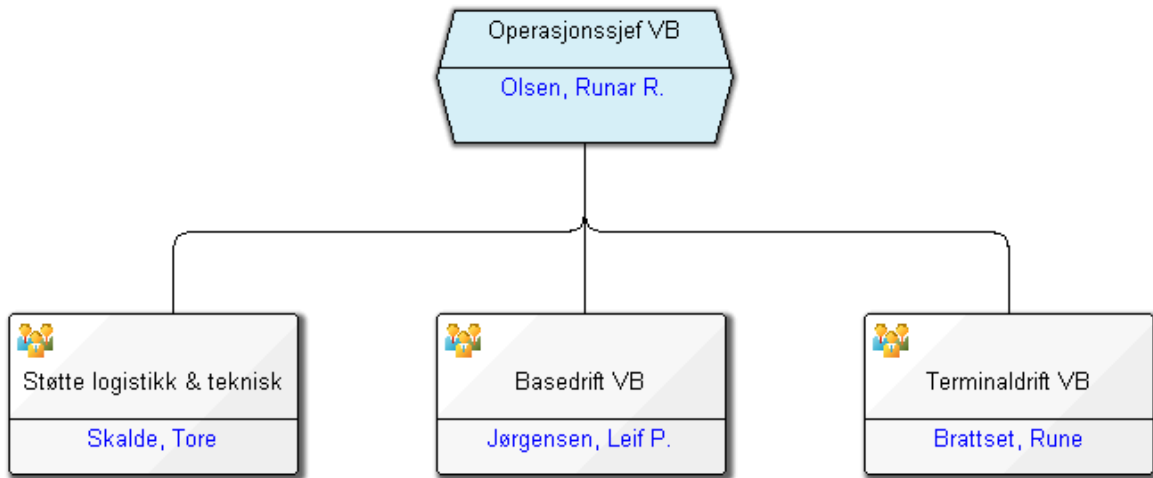 Operasjonssjef VB
Olsen, Runar R.
Støtte logistikk & teknisk
Skalde, Tore
Basedrift VB
Jørgensen, Leif P.
Terminaldrift VB
Brattset, Rune